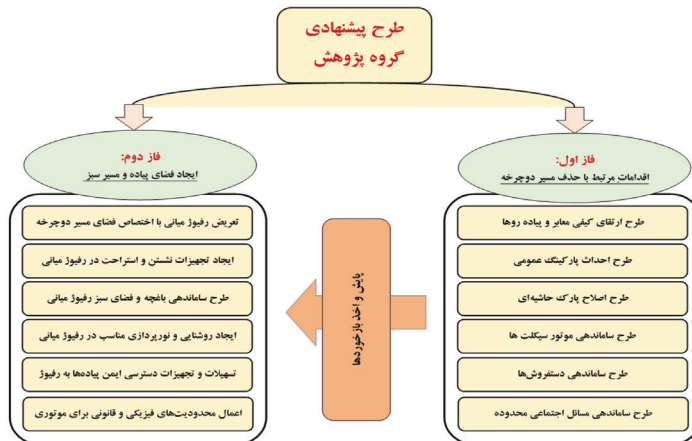 طرح پیشنهادی
گروه پژوهش
فاز اول:
اقدامات مرتبط با حذف مسیر دوچرخه
طرح ارتقای کیفی معابر و پیاده روها
طرح احداث پارکینگ عمومی
طرح اصلاح پارک حاشیه‌ای
طرح ساماندهی موتور سیکلت ها
طرح ساماندهی دستفروش‌ها
طرح ساماندهی مسائل اجتماعی محدوده
پایش و اخذ بازخوردها
فاز دوم:
ایجاد فضای پیاده و مسیر سبز
تعریض رفیوژ میانی با اختصاص فضای مسیر دوچرخه
ایجاد تجهیزات نشستن و استراحت در رفیوژ میانی
طرح ساماندهی باغچه و فضای سبز رفیوژ میانی
ایجاد روشنایی و نورپردازی مناسب در رفیوژ میانی
تسهیلات و تجهیزات دسترسی ایمن پیاده‌ها به رفیوژ
اعمال محدودیت‌های فیزیکی و قانونی برای موتوری